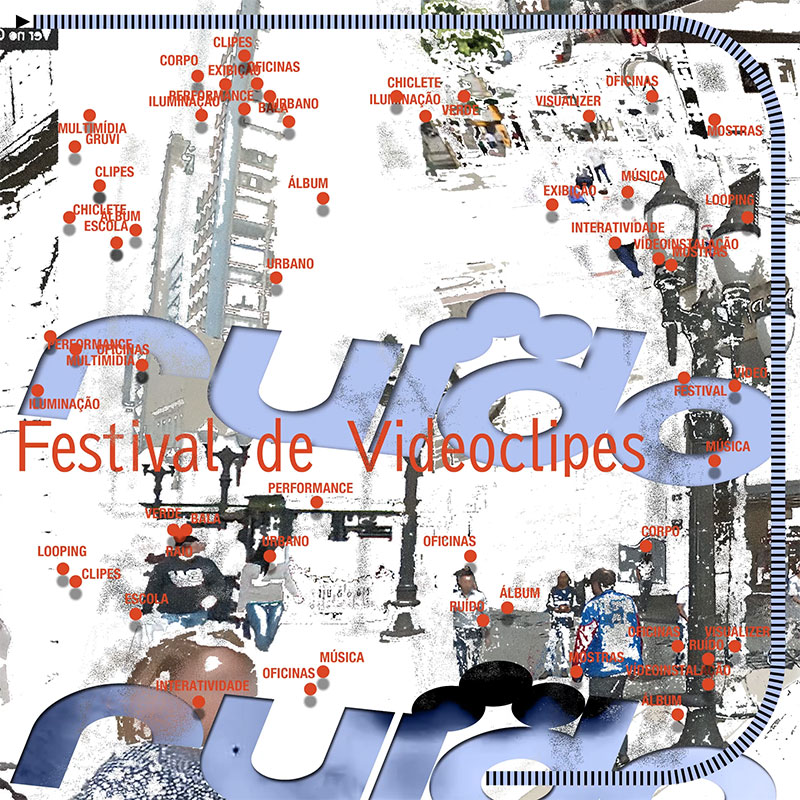 CLIPES
CORPO
EXIBIÇÃO
OFICINAS
PERFORMANCE
ILUMINAÇÃO
BALA
URBANO
CHICLETE
ILUMINAÇÃO
VERDE
OFICINAS
VISUALIZER
MOSTRAS
MULTIMÍDIA
GRUVI
CLIPES
ÁLBUM
MÚSICA
EXIBIÇÃO
LOOPING
CHICLETE
ÁLBUM
ESCOLA
INTERATIVIDADE
VIDEOINSTALAÇÃO
MOSTRAS
URBANO
PERFORMANCE
OFICINAS
MULTIMÍDIA
ILUMINAÇÃO
VIDEO
FESTIVAL
ruído
Festival de Videoclipes
MÚSICA
PERFORMANCE
VERDE
BALA
RAIO
URBANO
OFICINAS
CORPO
LOOPING
CLIPES
ESCOLA
ÁLBUM
RUÍDO
OFICINAS
VISUALIZER
RUÍDO
MÚSICA
MOSTRAS
OFICINAS
VIDEOINSTALAÇÃO
INTERATIVIDADE
ÁLBUM
ruído